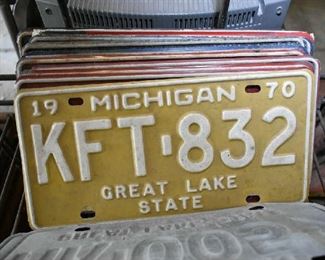 19 MICHIGAN 70
KFT-832
GREAT LAKE
STATE